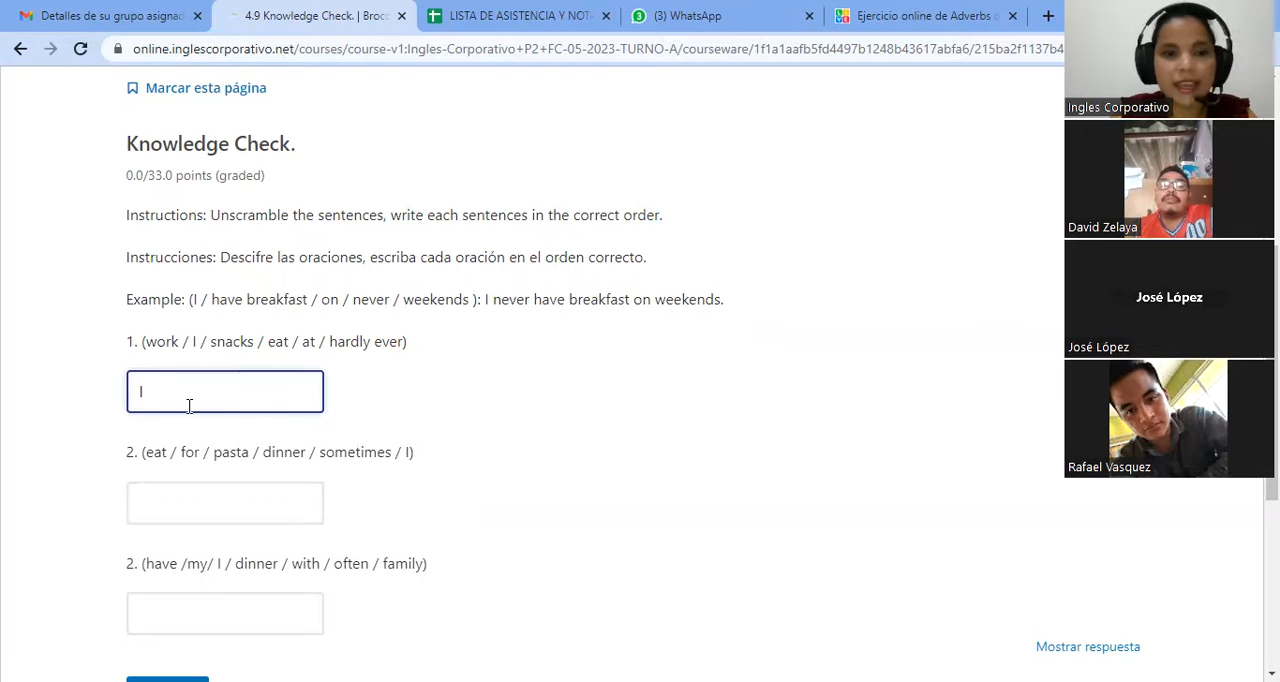 Detalles de su grupo asignad
4.9 Knowledge Check. | Broc
LISTA DE ASISTENCIA Y NOT
(3) WhatsApp
Ejercicio online de Adverbs o
online.inglescorporativo.net/courses/course-v1:Ingles-Corporativo+P2+FC-05-2023-TURNO-A/courseware/1f1a1aafb5fd4497b1248b43617abfa6/215ba2f1137b4
Marcar esta página
Knowledge Check.
0.0/33.0 points (graded)
Instructions: Unscramble the sentences, write each sentences in the correct order.
Instrucciones: Descifre las oraciones, escriba cada oración en el orden correcto.
Example: (I / have breakfast / on / never / weekends ): I never have breakfast on weekends.
1. (work / I / snacks / eat / at / hardly ever)
I
2. (eat / for / pasta / dinner / sometimes / I)
2. (have /my/ I / dinner / with / often / family)
Mostrar respuesta
Ingles Corporativo
David Zelaya
José López
José López
Rafael Vasquez